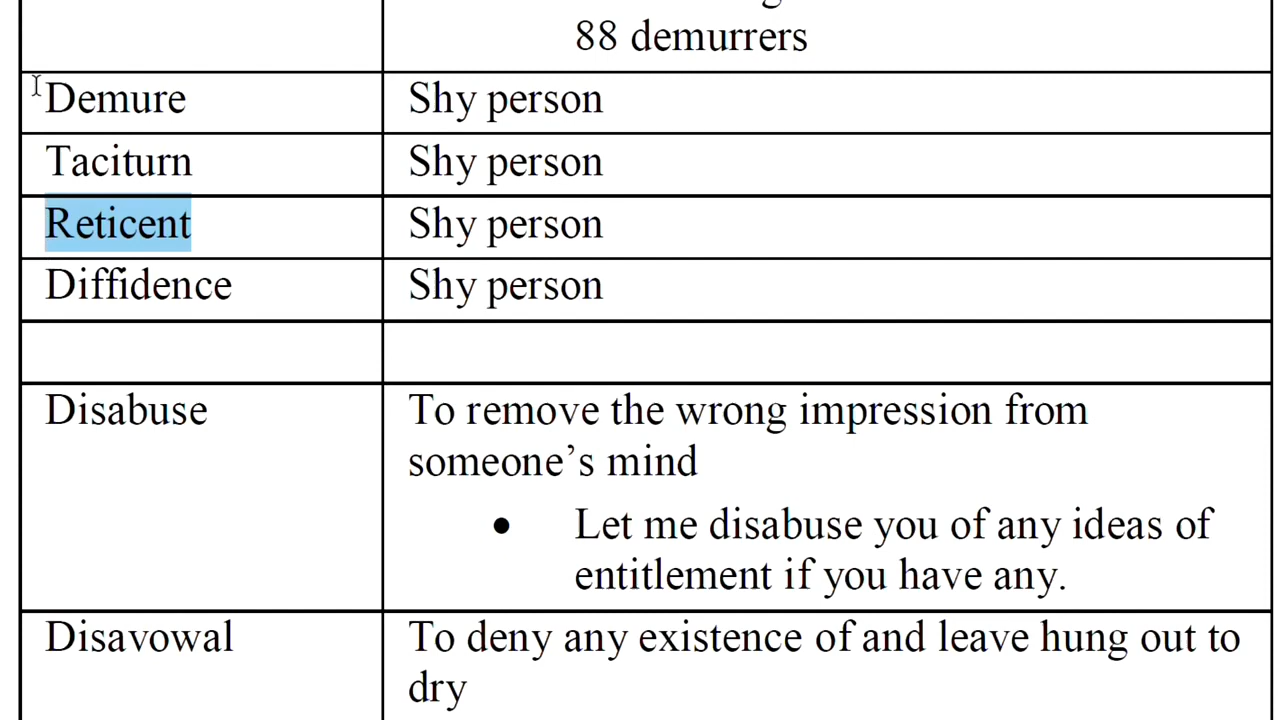 88 demurrers
Demure Shy person
Taciturn Shy person
Reticent Shy person
Diffidence Shy person
Disabuse To remove the wrong impression from
someone’s mind
• Let me disabuse you of any ideas of
entitlement if you have any.
Disavowal To deny any existence of and leave hung out to
dry